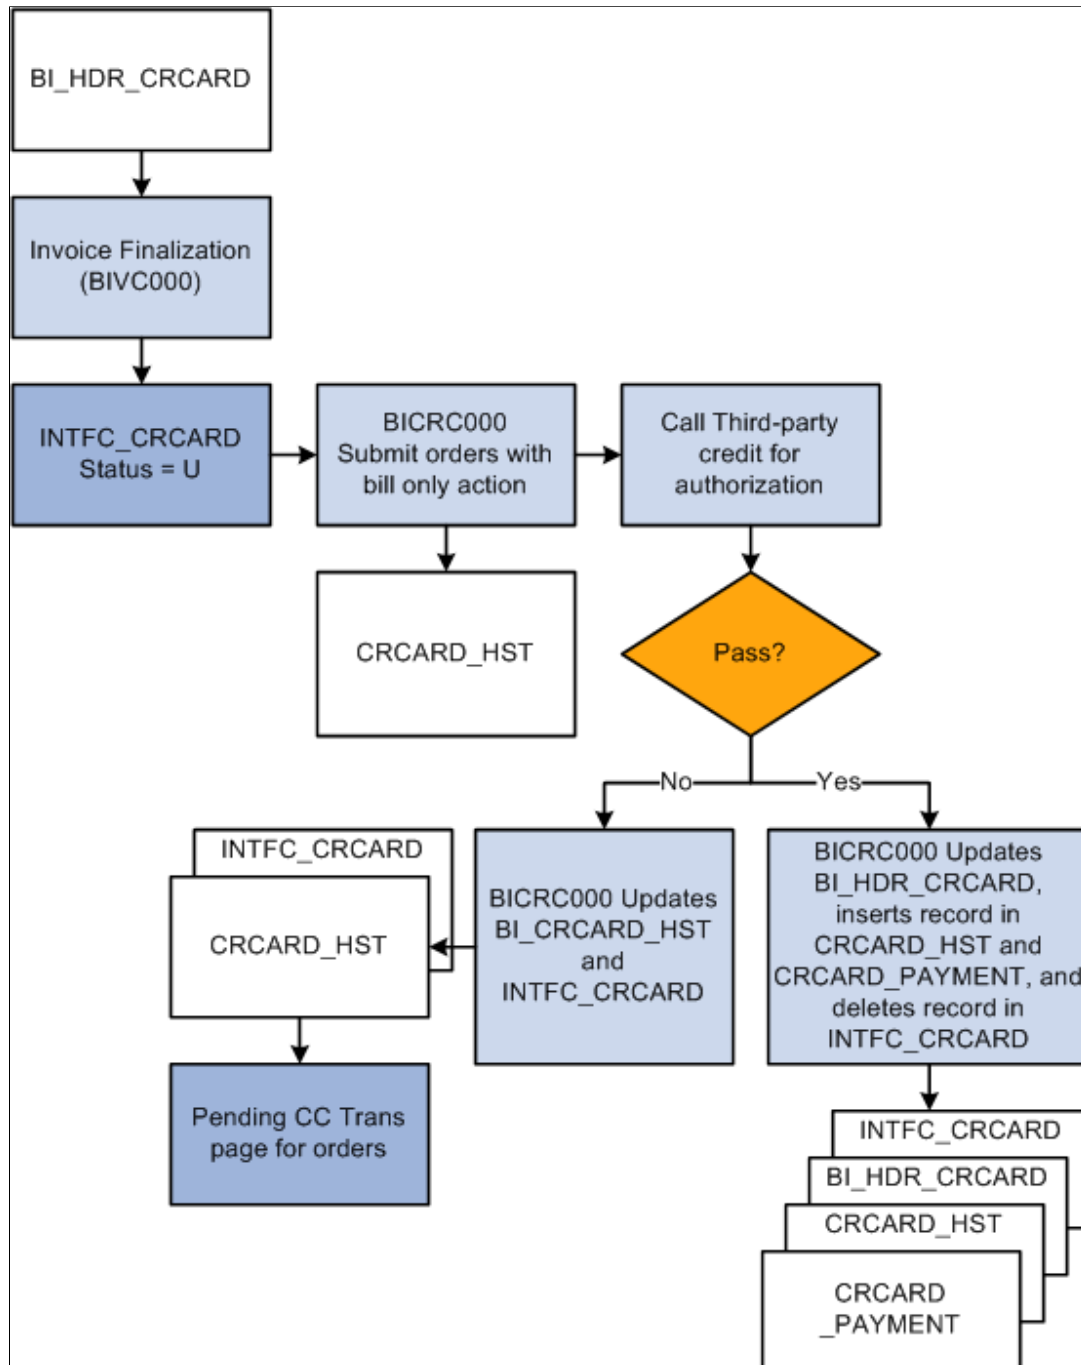 BI_HDR_CRCARD
Invoice Finalization
(BIVC000)
INTFC_CRCARD
Status = U
BICRC000
Submit orders with
bill only action
Call Third-party
credit for
authorization
CRCARD_HST
Pass?
No
Yes
INTFC_CRCARD
CRCARD_HST
BICRC000 Updates
BI_CRCARD_HST
and
INTFC_CRCARD
BICRC000 Updates
BI_HDR_CRCARD,
inserts record in
CRCARD_HST and
CRCARD_PAYMENT, and
deletes record in
INTFC_CRCARD
Pending CC Trans
page for orders
INTFC_CRCARD
BI_HDR_CRCARD
CRCARD_HST
CRCARD
_PAYMENT